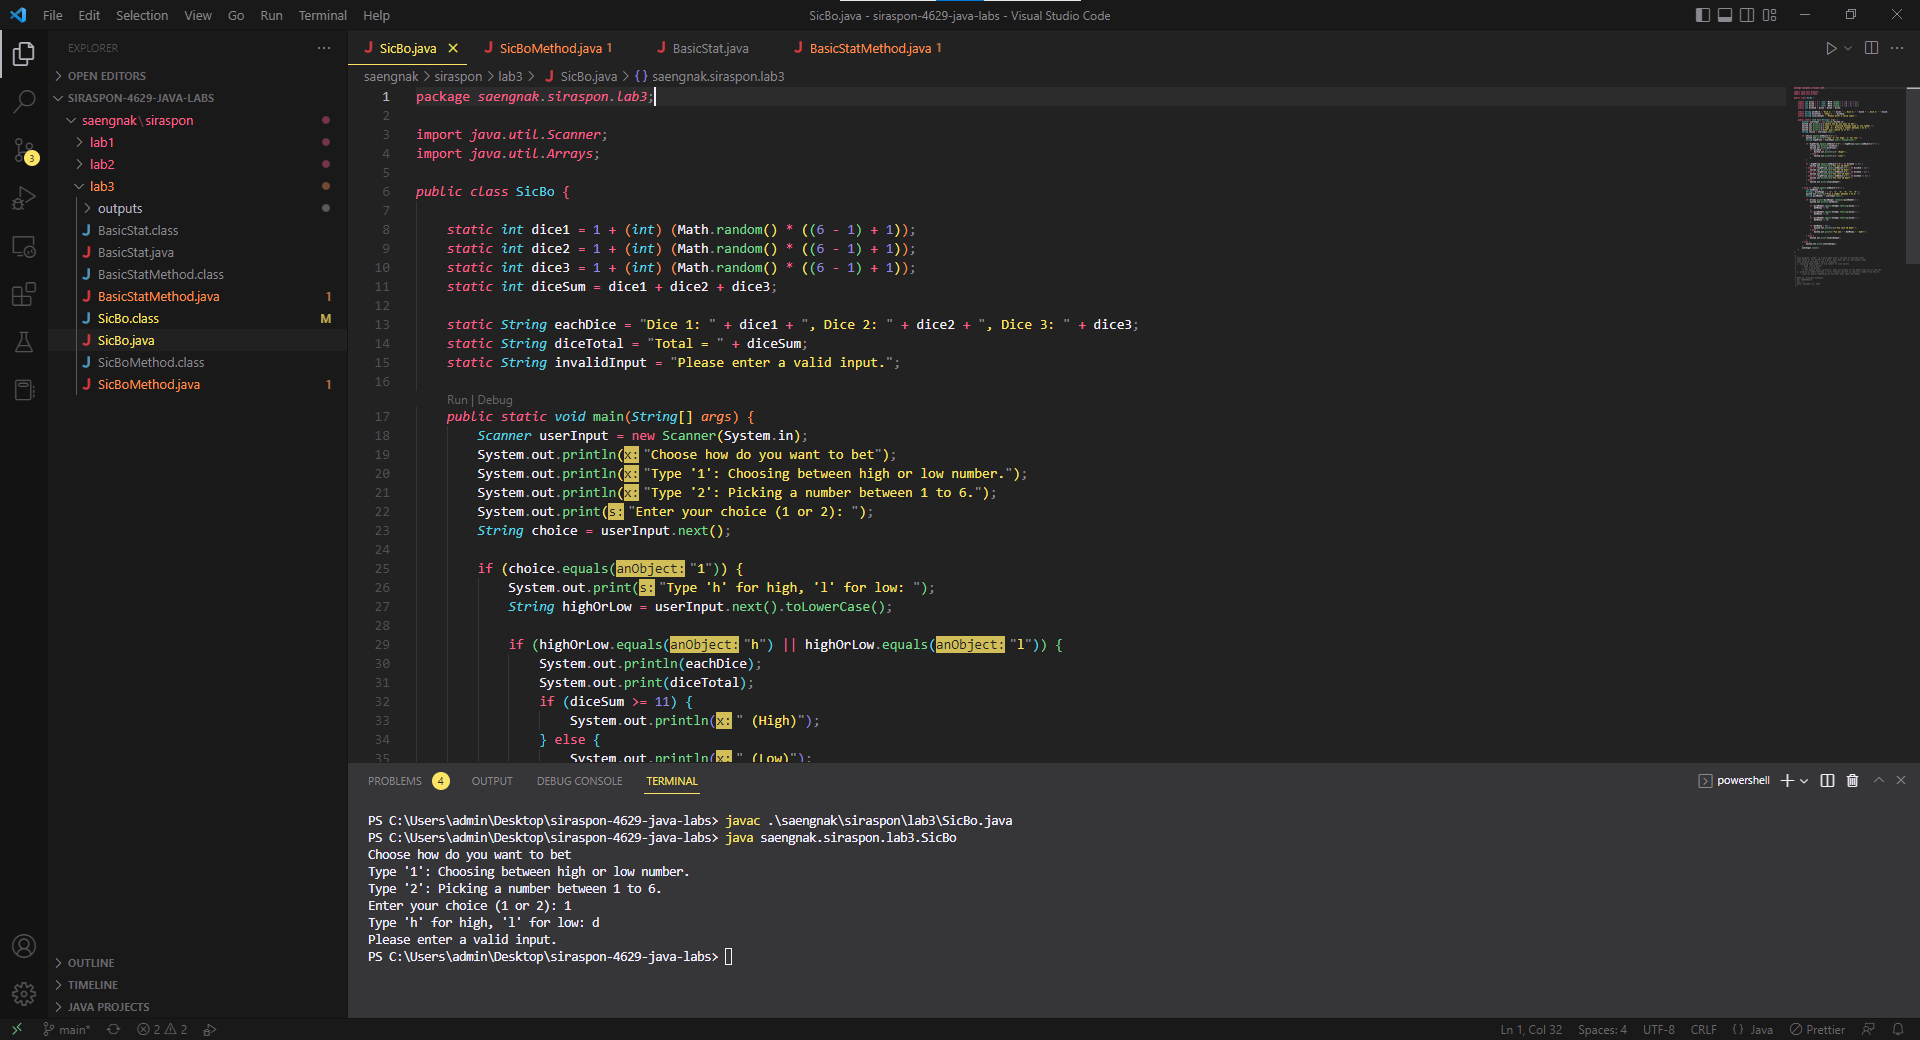 File Edit Selection View Go Run Terminal Help
SicBo.java - siraspon-4629-java-labs - Visual Studio Code
EXPLORER
OPEN EDITORS
SIRASPON-4629-JAVA-LABS
saengnak \ siraspon
lab1
lab2
lab3
outputs
BasicStat.class
BasicStat.java
BasicStatMethod.class
BasicStatMethod.java 1
SicBo.class M
SicBo.java
SicBoMethod.class
SicBoMethod.java 1
OUTLINE
TIMELINE
JAVA PROJECTS
3
SicBo.java SicBoMethod.java 1 BasicStat.java BasicStatMethod.java 1
saengnak > siraspon > lab3 > SicBo.java > {} saengnak.siraspon.lab3
1 package saengnak.siraspon.lab3;
2
3 import java.util.Scanner;
4 import java.util.Arrays;
5
6 public class SicBo {
7
8 static int dice1 = 1 + (int) (Math.random() * ((6 - 1) + 1));
9 static int dice2 = 1 + (int) (Math.random() * ((6 - 1) + 1));
10 static int dice3 = 1 + (int) (Math.random() * ((6 - 1) + 1));
11 static int diceSum = dice1 + dice2 + dice3;
12
13 static String eachDice = "Dice 1: " + dice1 + ", Dice 2: " + dice2 + ", Dice 3: " + dice3;
14 static String diceTotal = "Total = " + diceSum;
15 static String invalidInput = "Please enter a valid input.";
16
Run | Debug
17 public static void main(String[] args) {
18 Scanner userInput = new Scanner(System.in);
19 System.out.println(x: "Choose how do you want to bet");
20 System.out.println(x: "Type '1': Choosing between high or low number.");
21 System.out.println(x: "Type '2': Picking a number between 1 to 6.");
22 System.out.print(s: "Enter your choice (1 or 2): ");
23 String choice = userInput.next();
24
25 if (choice.equals(anObject: "1")) {
26 System.out.print(s: "Type 'h' for high, 'l' for low: ");
27 String highOrLow = userInput.next().toLowerCase();
28
29 if (highOrLow.equals(anObject: "h") || highOrLow.equals(anObject: "l")) {
30 System.out.println(eachDice);
31 System.out.print(diceTotal);
32 if (diceSum >= 11) {
33 System.out.println(x: " (High)");
34 } else {
35 System.out.println(x: " (Low)");
PROBLEMS 4 OUTPUT DEBUG CONSOLE TERMINAL
powershell
PS C:\Users\admin\Desktop\siraspon-4629-java-labs> javac .\saengnak\siraspon\lab3\SicBo.java
PS C:\Users\admin\Desktop\siraspon-4629-java-labs> java saengnak.siraspon.lab3.SicBo
Choose how do you want to bet
Type '1': Choosing between high or low number.
Type '2': Picking a number between 1 to 6.
Enter your choice (1 or 2): 1
Type 'h' for high, 'l' for low: d
Please enter a valid input.
PS C:\Users\admin\Desktop\siraspon-4629-java-labs>
main* 2 2
Ln 1, Col 32 Spaces: 4 UTF-8 CRLF {} Java Prettier